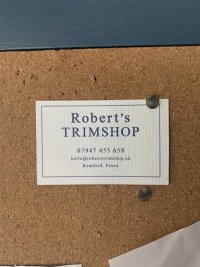 Robert's
TRIMSHOP
07947 455 658
hello@robertstrimshop.uk
Romford, Essex